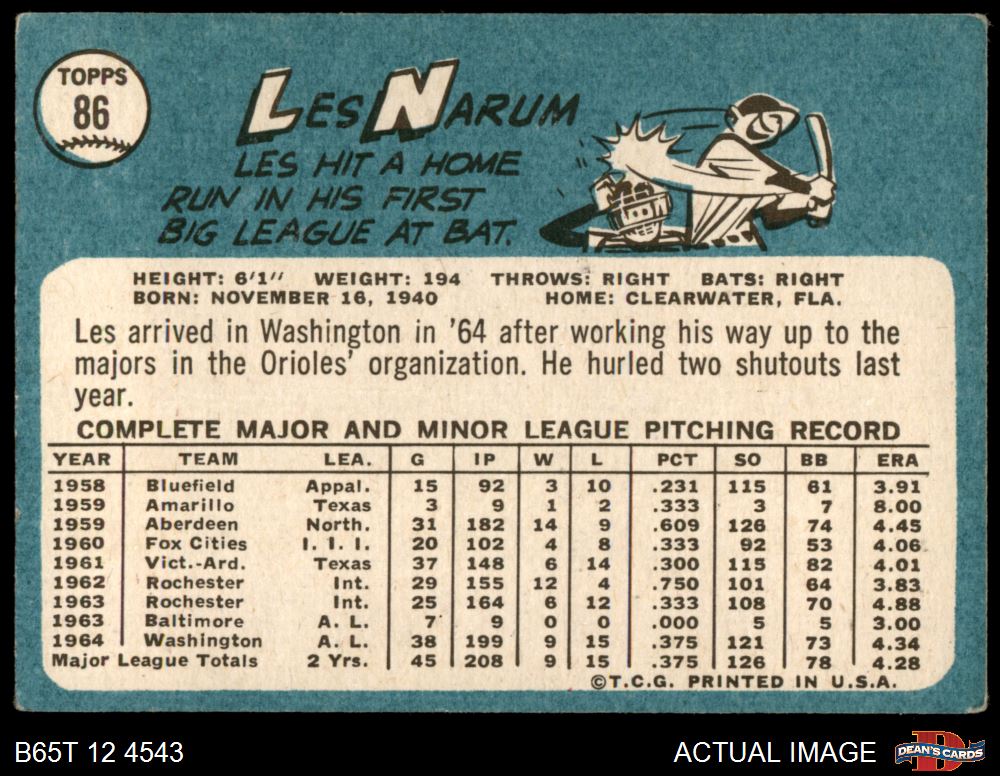 TOPPS
86
LES NARUM
LES HIT A HOME
RUN IN HIS FIRST
BIG LEAGUE AT BAT.
HEIGHT: 6'1" WEIGHT: 194 THROWS: RIGHT BATS: RIGHT
BORN: NOVEMBER 16, 1940 HOME: CLEARWATER, FLA.
Les arrived in Washington in '64 after working his way up to the
majors in the Orioles' organization. He hurled two shutouts last
year.
COMPLETE MAJOR AND MINOR LEAGUE PITCHING RECORD
YEAR TEAM LEA. G IP W L PCT SO BB ERA
1958 Bluefield Appal. 15 92 3 10 .231 115 61 3.91
1959 Amarillo Texas 3 9 1 2 .333 3 7 8.00
1959 Aberdeen North. 31 182 14 9 .609 126 74 4.45
1960 Fox Cities I. I. I. 20 102 4 8 .333 92 53 4.06
1961 Vict.-Ard. Texas 37 148 6 14 .300 115 82 4.01
1962 Rochester Int. 29 155 12 4 .750 101 64 3.83
1963 Rochester Int. 25 164 6 12 .333 108 70 4.88
1963 Baltimore A. L. 7 9 0 0 .000 5 5 3.00
1964 Washington A. L. 38 199 9 15 .375 121 73 4.34
Major League Totals 2 Yrs. 45 208 9 15 .375 126 78 4.28
©T.C.G. PRINTED IN U.S.A.
B65T 12 4543 ACTUAL IMAGE DEAN'S CARDS